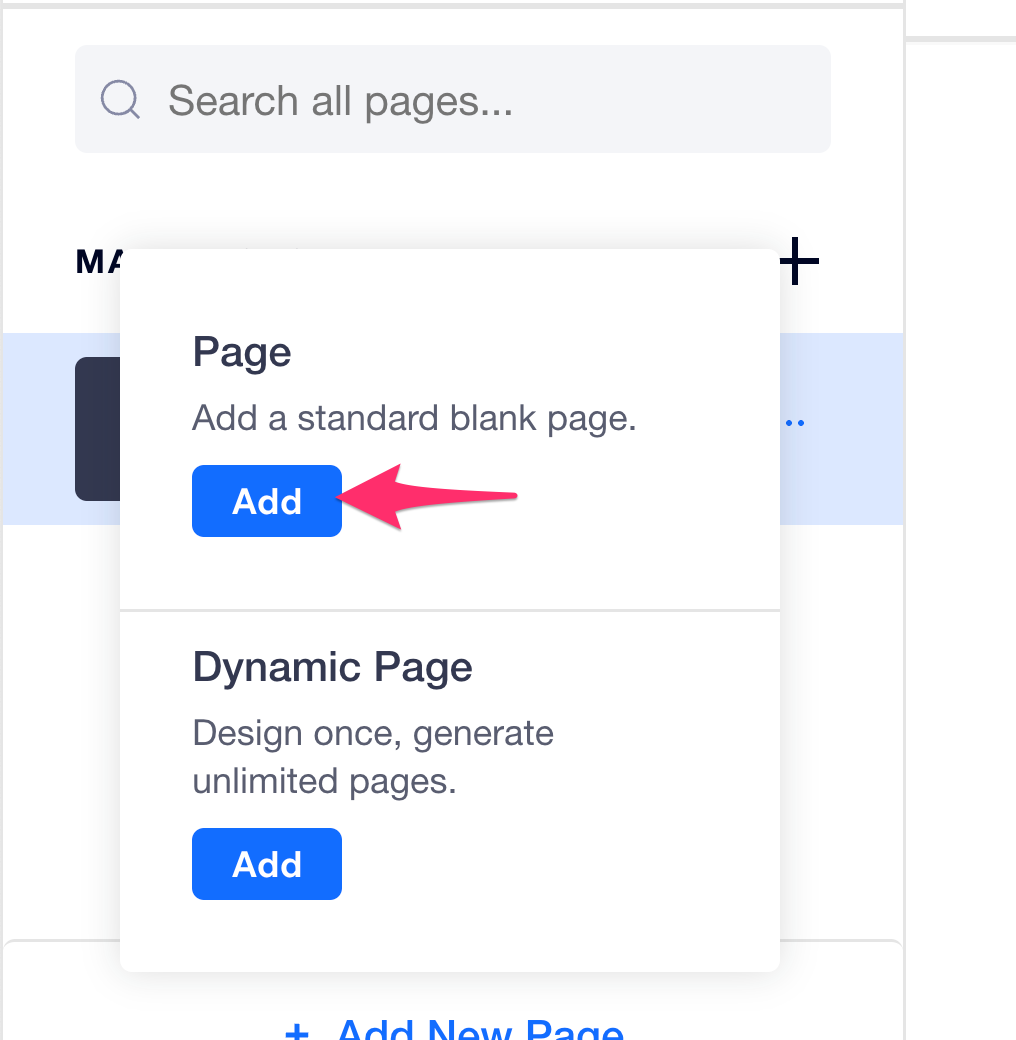 Search all pages...
MA
Page
Add a standard blank page.
Add
Dynamic Page
Design once, generate
unlimited pages.
Add
+ Add New Page